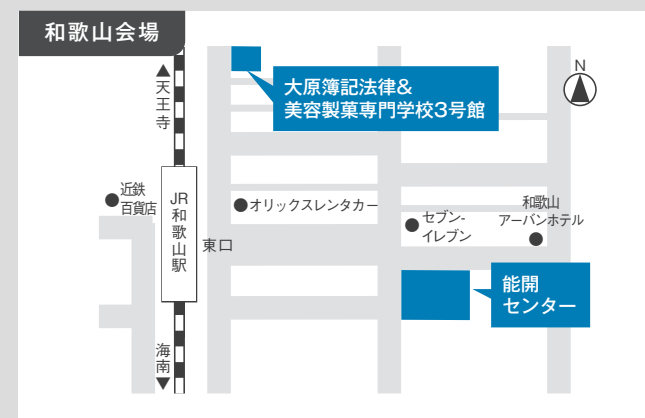 和歌山会場
▲天王寺
大原簿記法律&
美容製菓専門学校3号館
N
近鉄
百貨店
JR和歌山駅
東口
●オリックスレンタカー
セブン-
イレブン
和歌山
アーバンホテル
能開
センター
海南▼